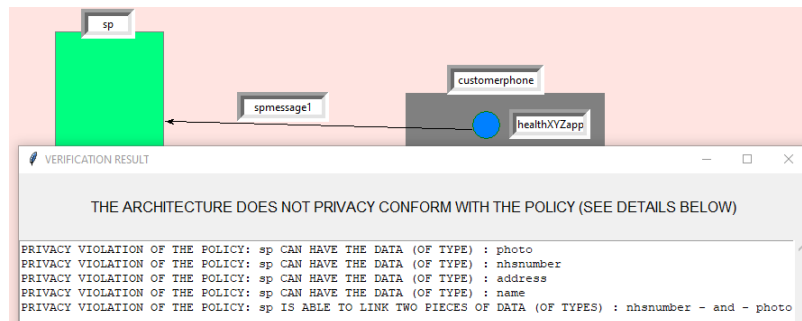 sp
customerphone
spmessage1
healthXYZapp
VERIFICATION RESULT
THE ARCHITECTURE DOES NOT PRIVACY CONFORM WITH THE POLICY (SEE DETAILS BELOW)
PRIVACY VIOLATION OF THE POLICY: sp CAN HAVE THE DATA (OF TYPE) : photo
PRIVACY VIOLATION OF THE POLICY: sp CAN HAVE THE DATA (OF TYPE) : nhsnumber
PRIVACY VIOLATION OF THE POLICY: sp CAN HAVE THE DATA (OF TYPE) : address
PRIVACY VIOLATION OF THE POLICY: sp CAN HAVE THE DATA (OF TYPE) : name
PRIVACY VIOLATION OF THE POLICY: sp IS ABLE TO LINK TWO PIECES OF DATA (OF TYPES) : nhsnumber - and - photo